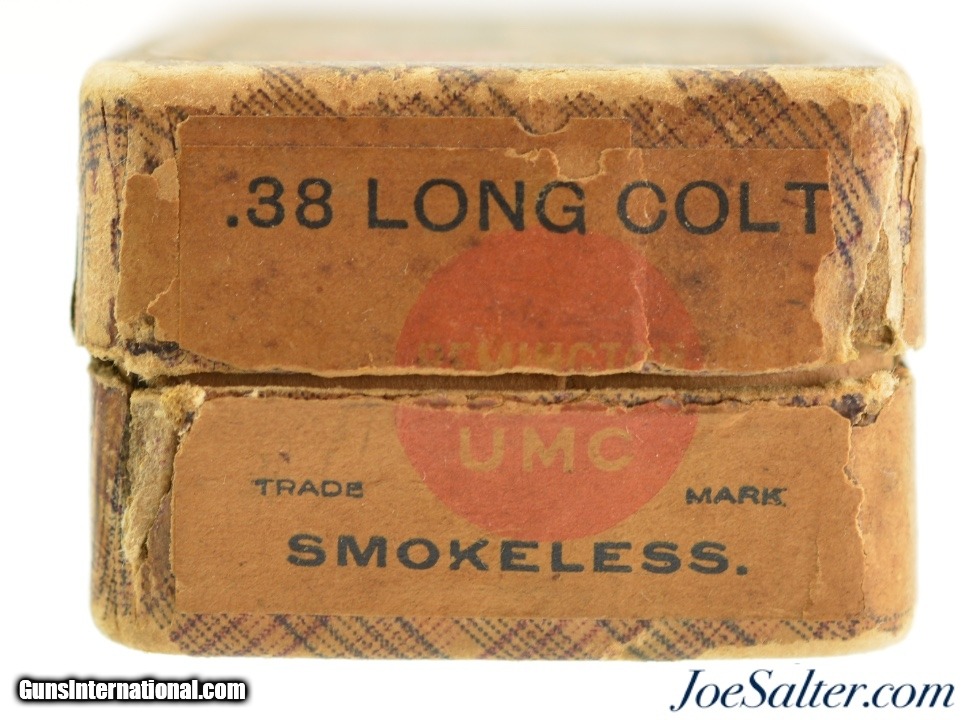 .38 LONG COLT
REMINGTON
UMC
TRADE MARK
SMOKELESS.
GunsInternational.com
JoeSalter.com